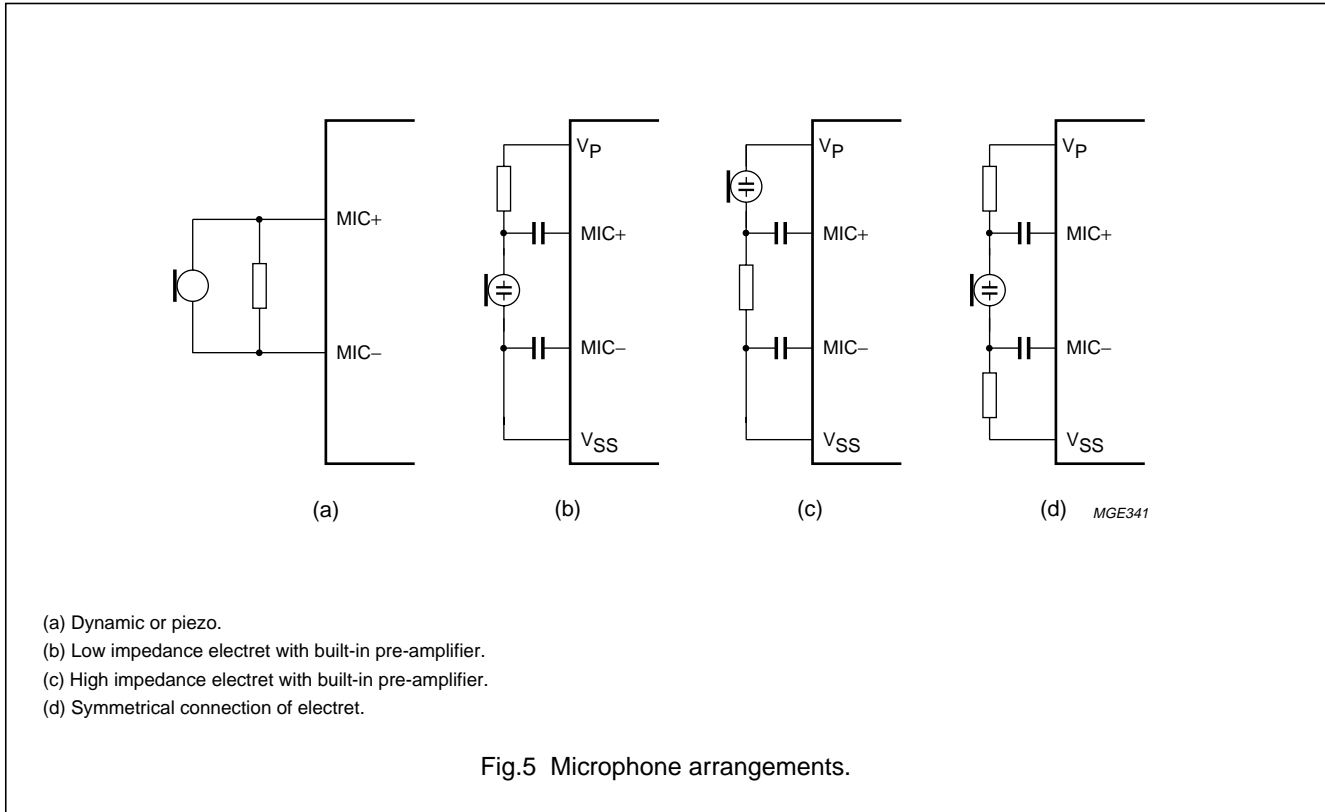 MIC+
MIC−
(a)
VP
MIC+
MIC−
VSS
(b)
VP
MIC+
MIC−
VSS
(c)
VP
MIC+
MIC−
VSS
(d)
MGE341
(a) Dynamic or piezo.
(b) Low impedance electret with built-in pre-amplifier.
(c) High impedance electret with built-in pre-amplifier.
(d) Symmetrical connection of electret.
Fig.5 Microphone arrangements.